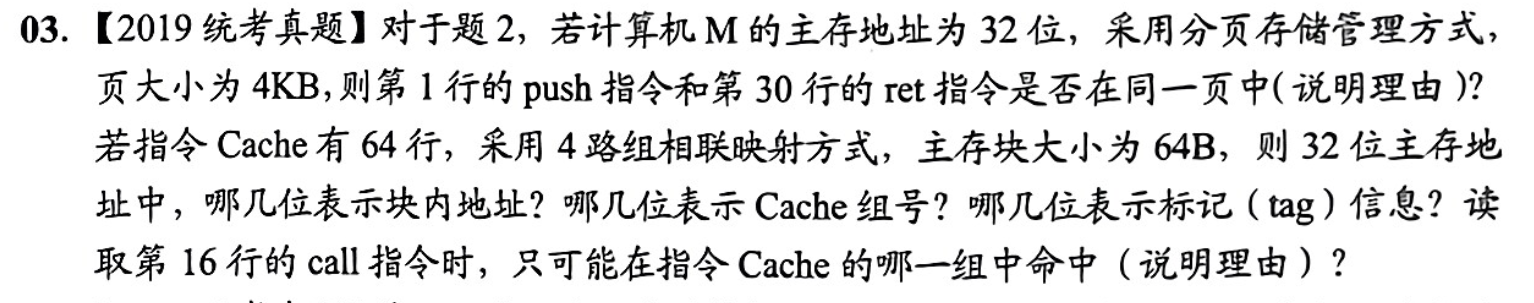 03.【2019 统考真题】对于题 2，若计算机 M 的主存地址为 32 位，采用分页存储管理方式，
页大小为 4KB，则第 1 行的 push 指令和第 30 行的 ret 指令是否在同一页中(说明理由)？
若指令 Cache 有 64 行，采用 4 路组相联映射方式，主存块大小为 64B，则 32 位主存地
址中，哪几位表示块内地址？哪几位表示 Cache 组号？哪几位表示标记（tag）信息？读
取第 16 行的 call 指令时，只可能在指令 Cache 的哪一组中命中（说明理由）？